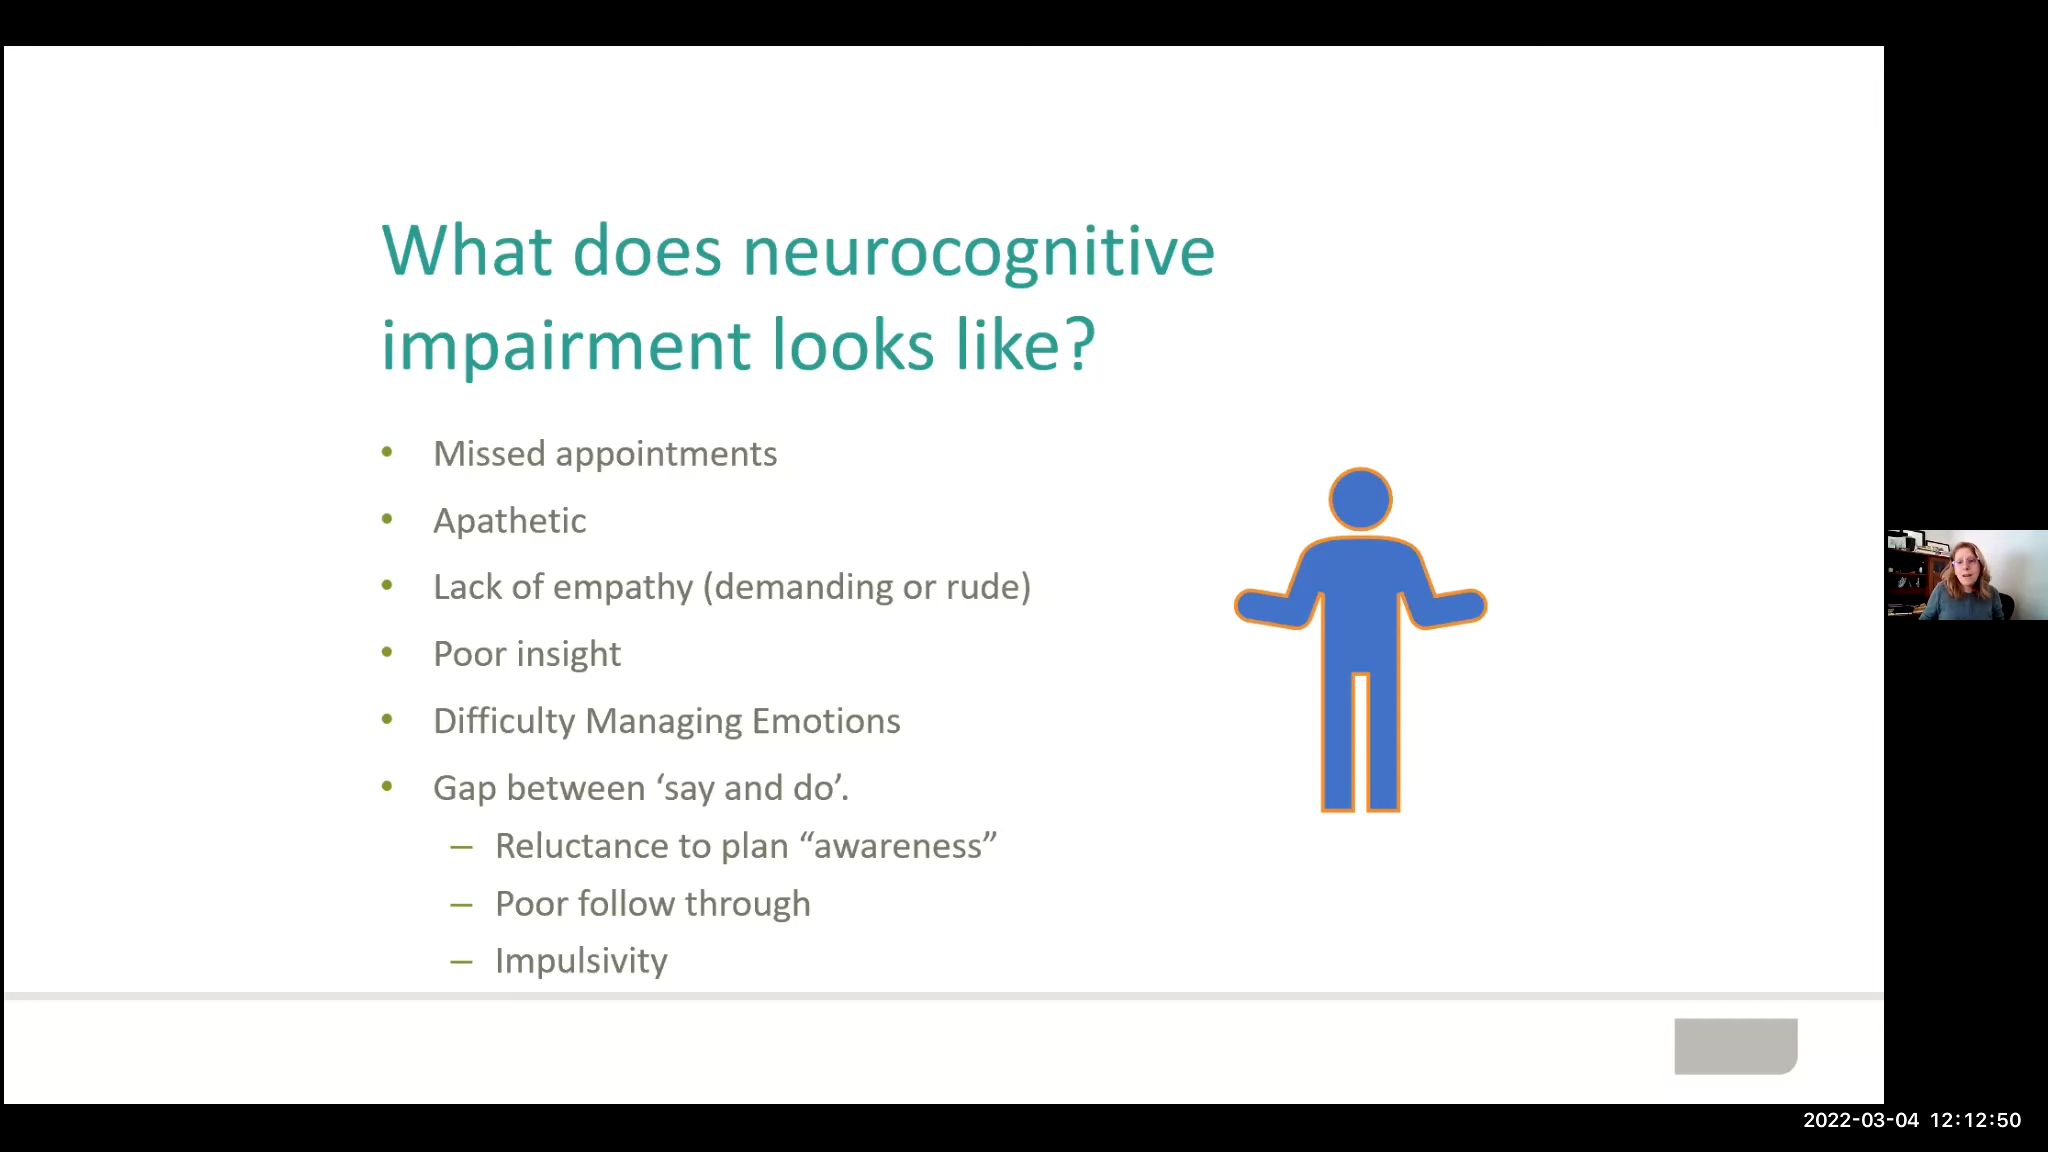 What does neurocognitive
impairment looks like?
• Missed appointments
• Apathetic
• Lack of empathy (demanding or rude)
• Poor insight
• Difficulty Managing Emotions
• Gap between ‘say and do’.
– Reluctance to plan “awareness”
– Poor follow through
– Impulsivity
2022-03-04 12:12:50